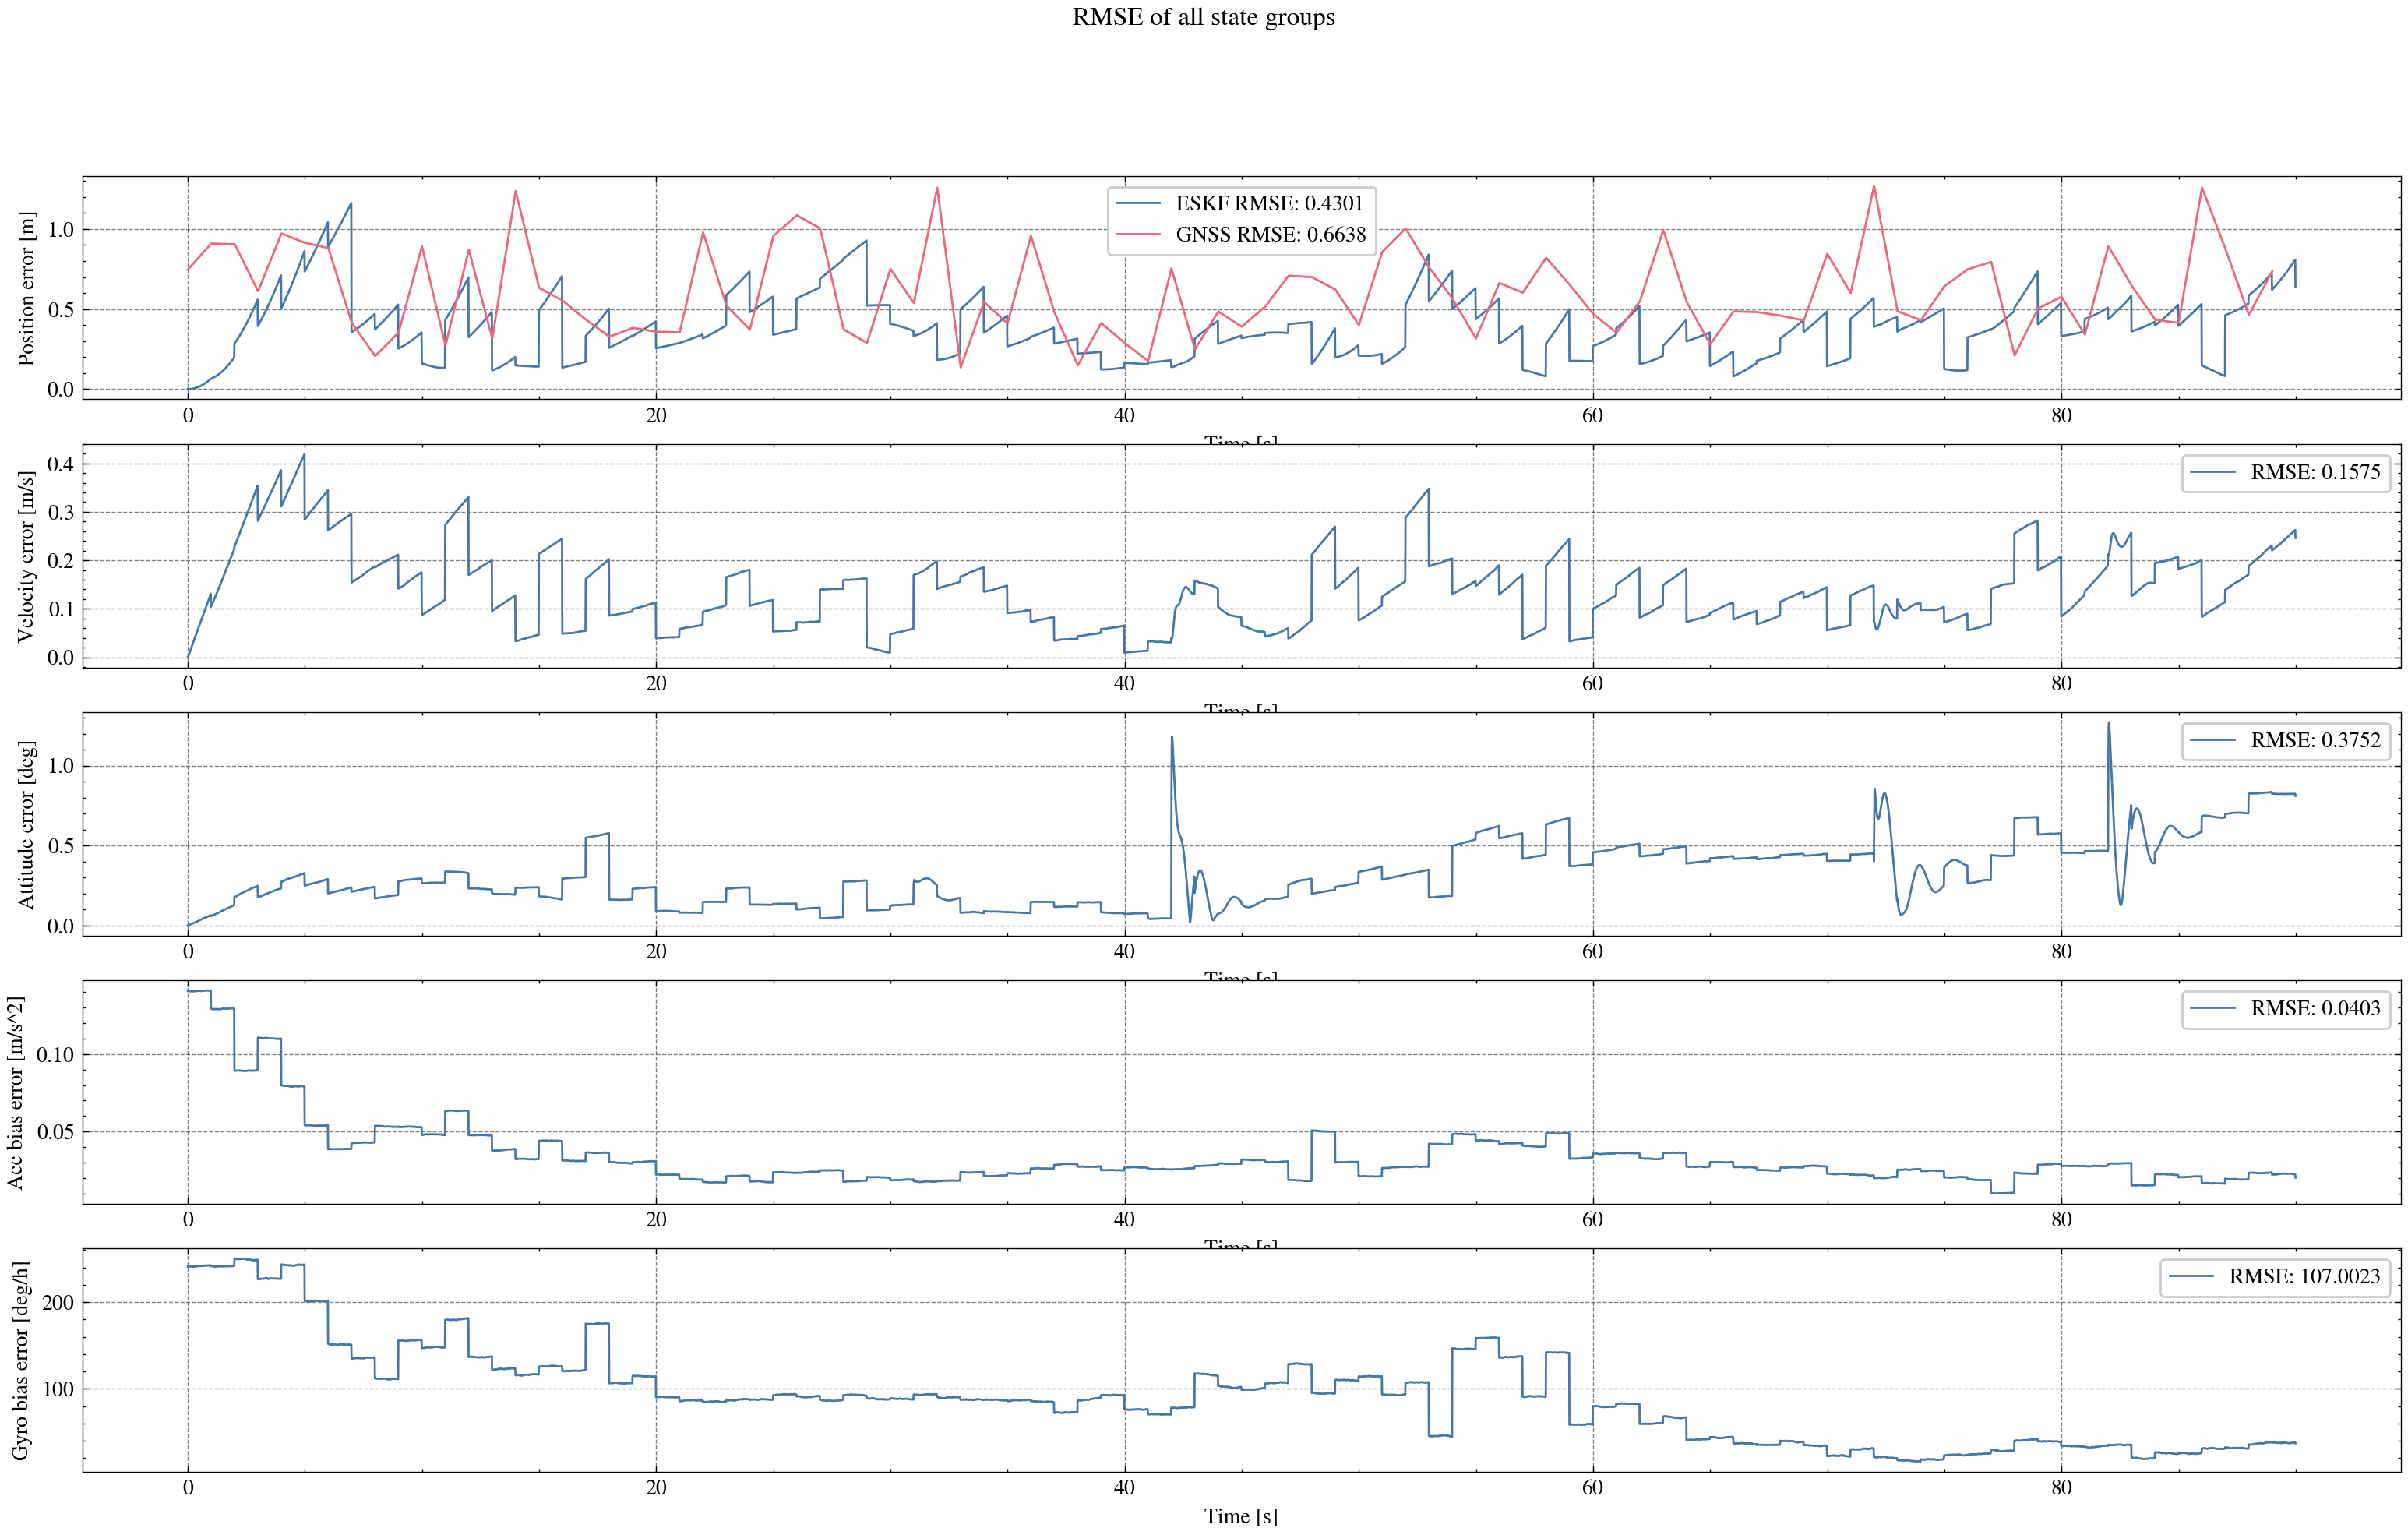 RMSE of all state groups
Position error [m]
1.0
0.5
0.0
ESKF RMSE: 0.4301
GNSS RMSE: 0.6638
0 20 40 60 80
Time [s]
Velocity error [m/s]
0.4
0.3
0.2
0.1
0.0
RMSE: 0.1575
0 20 40 60 80
Time [s]
Attitude error [deg]
1.0
0.5
0.0
RMSE: 0.3752
0 20 40 60 80
Time [s]
Acc bias error [m/s^2]
0.10
0.05
RMSE: 0.0403
0 20 40 60 80
Time [s]
Gyro bias error [deg/h]
200
100
RMSE: 107.0023
0 20 40 60 80
Time [s]